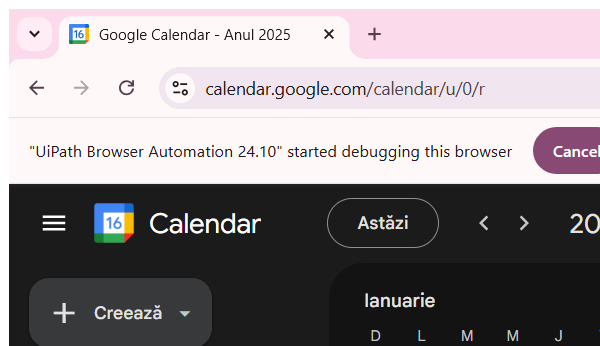 16 Google Calendar - Anul 2025
calendar.google.com/calendar/u/0/r
"UiPath Browser Automation 24.10" started debugging this browser Cancel
16 Calendar Astăzi 20
Creează
Ianuarie
D L M M J